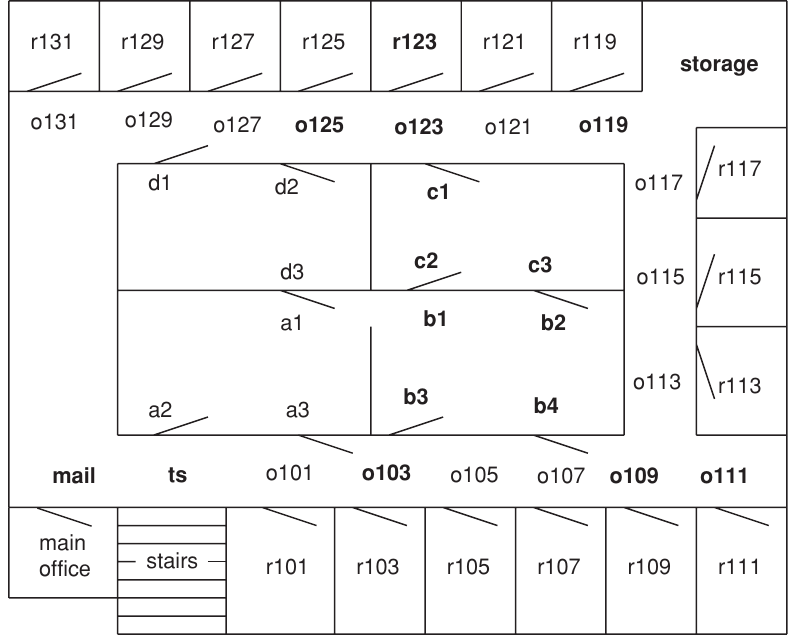 r131 r129 r127 r125 r123 r121 r119
storage
o131 o129 o127 o125 o123 o121 o119
r117
d1 d2 c1 o117
d3 c2 c3 o115 r115
a1 b1 b2
o113 r113
a2 a3 b3 b4
mail ts o101 o103 o105 o107 o109 o111
main
office
stairs
r101 r103 r105 r107 r109 r111